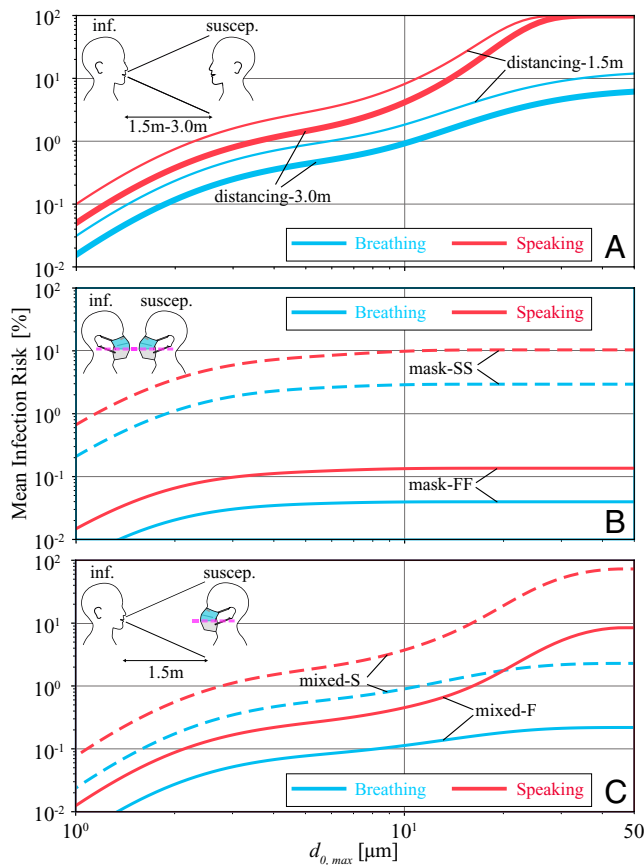 Mean Infection Risk [%]
10²
10¹
10⁰
10⁻¹
10⁻²
inf. suscep.
1.5m-3.0m
distancing-1.5m
distancing-3.0m
Breathing Speaking
A
10²
10¹
10⁰
10⁻¹
10⁻²
inf. suscep.
Breathing Speaking
mask-SS
mask-FF
B
10²
10¹
10⁰
10⁻¹
10⁻²
inf. suscep.
1.5m
mixed-S
mixed-F
Breathing Speaking
C
10⁰ 10¹ 50
d₀,ₘₐₓ [μm]